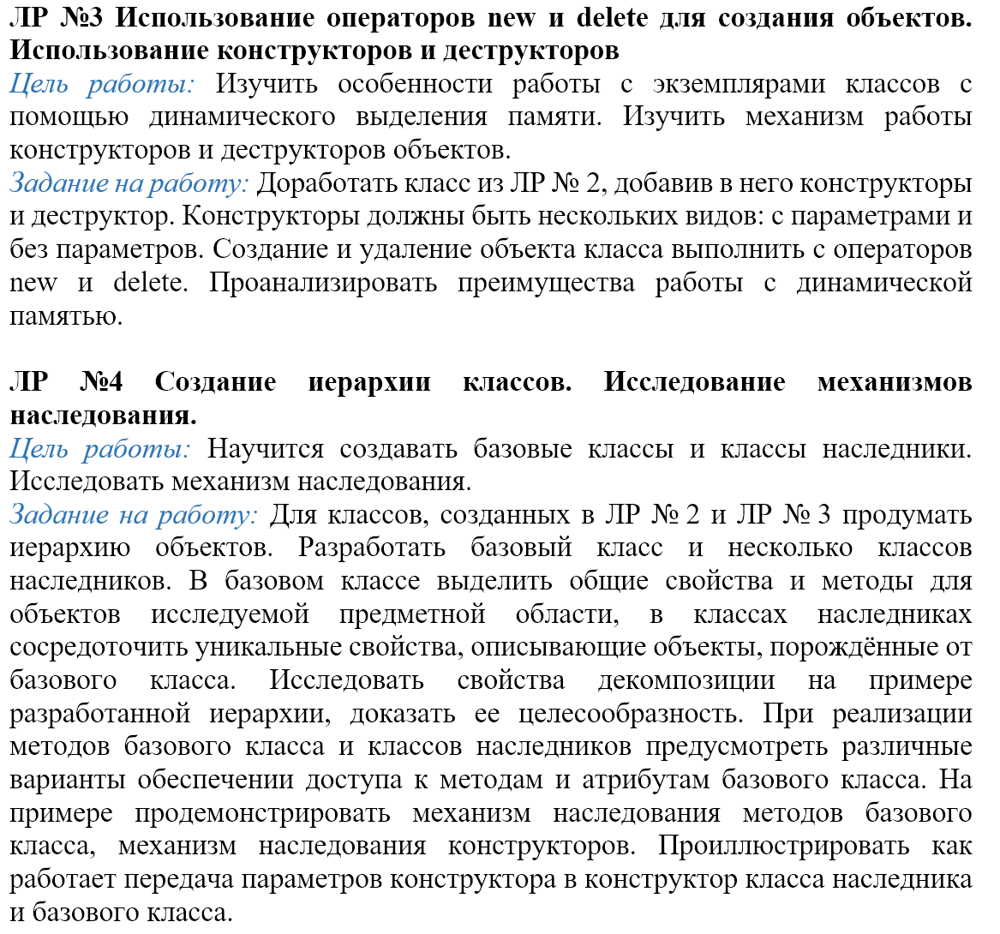 ЛР №3 Использование операторов new и delete для создания объектов.
Использование конструкторов и деструкторов
Цель работы: Изучить особенности работы с экземплярами классов с
помощью динамического выделения памяти. Изучить механизм работы
конструкторов и деструкторов объектов.
Задание на работу: Доработать класс из ЛР № 2, добавив в него конструкторы
и деструктор. Конструкторы должны быть нескольких видов: с параметрами и
без параметров. Создание и удаление объекта класса выполнить с операторов
new и delete. Проанализировать преимущества работы с динамической
памятью.
ЛР №4 Создание иерархии классов. Исследование механизмов
наследования.
Цель работы: Научится создавать базовые классы и классы наследники.
Исследовать механизм наследования.
Задание на работу: Для классов, созданных в ЛР № 2 и ЛР № 3 продумать
иерархию объектов. Разработать базовый класс и несколько классов
наследников. В базовом классе выделить общие свойства и методы для
объектов исследуемой предметной области, в классах наследниках
сосредоточить уникальные свойства, описывающие объекты, порождённые от
базового класса. Исследовать свойства декомпозиции на примере
разработанной иерархии, доказать ее целесообразность. При реализации
методов базового класса и классов наследников предусмотреть различные
варианты обеспечении доступа к методам и атрибутам базового класса. На
примере продемонстрировать механизм наследования методов базового
класса, механизм наследования конструкторов. Проиллюстрировать как
работает передача параметров конструктора в конструктор класса наследника
и базового класса.